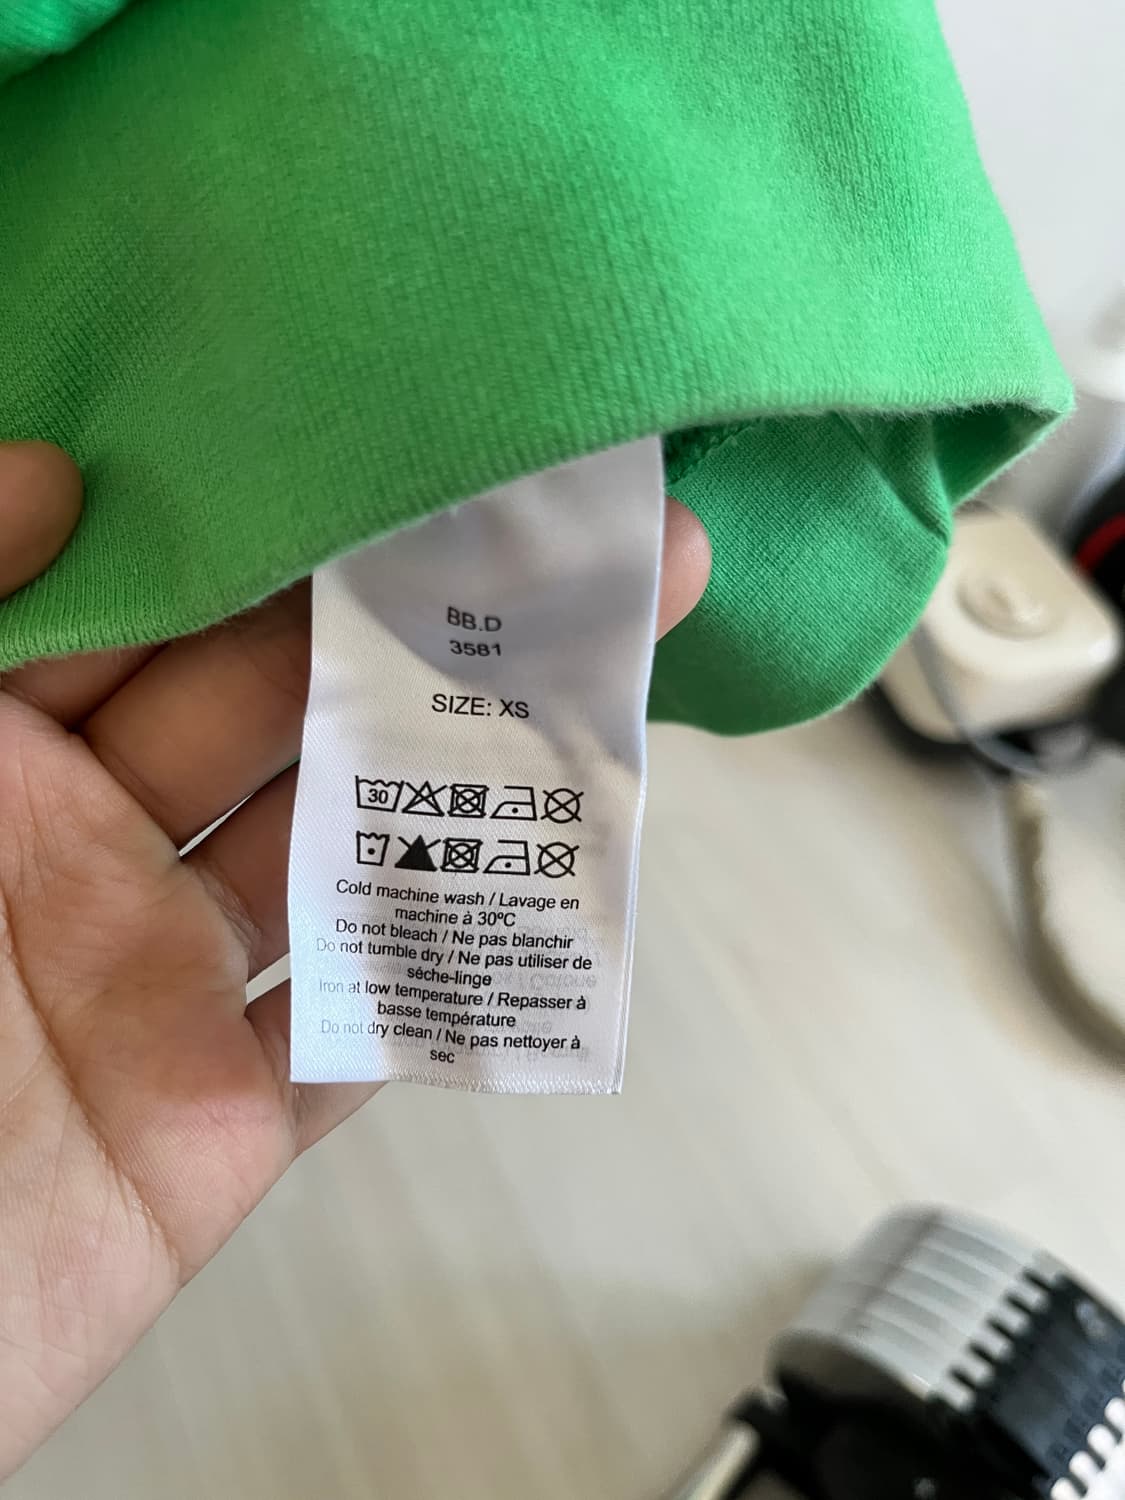 BB.D
3581
SIZE: XS
30
Cold machine wash / Lavage en
machine à 30ºC
Do not bleach / Ne pas blanchir
Do not tumble dry / Ne pas utiliser de
séche-linge
Iron at low temperature / Repasser à
basse température
Do not dry clean / Ne pas nettoyer à
sec